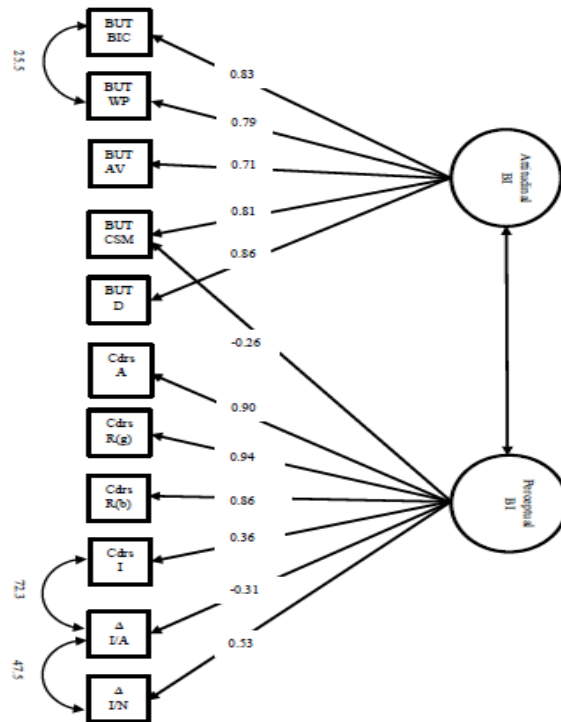 BUT
BIC
BUT
WP
BUT
AV
BUT
CSM
BUT
D
Cdrs
A
Cdrs
R(g)
Cdrs
R(b)
Cdrs
I
Δ
I/A
Δ
I/N
25.5
72.3
47.5
0.83
0.79
0.71
0.81
0.86
-0.26
0.90
0.94
0.86
0.36
-0.31
0.53
Attitudinal
BI
Perceptual
BI